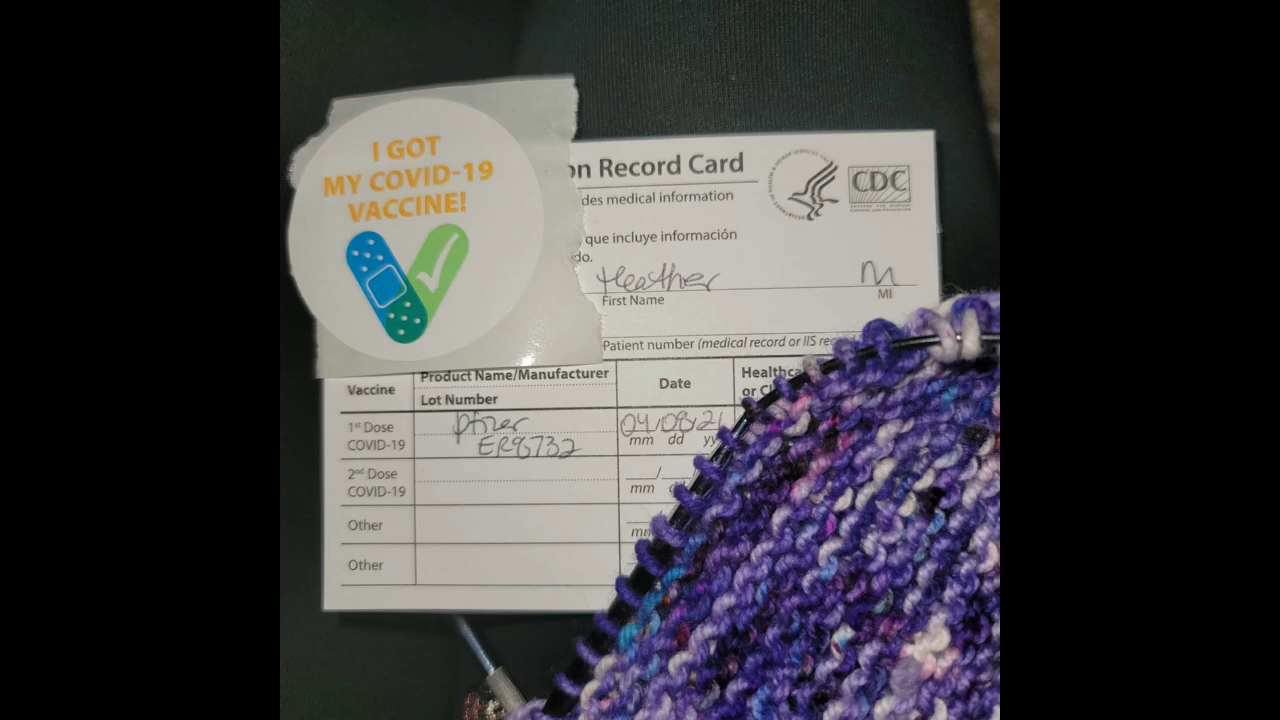 I GOT
MY COVID-19
VACCINE!
on Record Card
CDC
des medical information
que incluye información
do.
Heather M
First Name MI
Patient number (medical record or IIS rec
Vaccine
Product Name/Manufacturer
Lot Number
Date
Healthca
or Cl
1st Dose
COVID-19
Pfizer
ER8732
04/08/21
mm dd yy
2nd Dose
COVID-19
/
mm d
Other
mm
Other